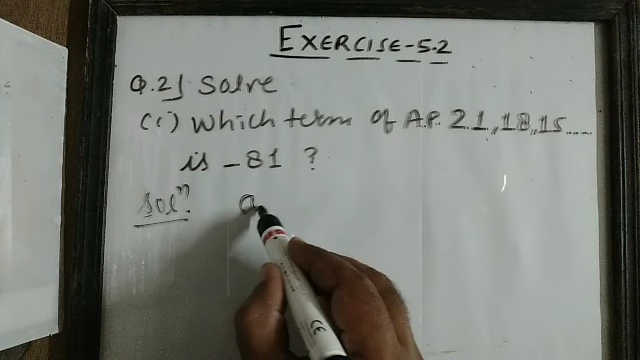 EXERCISE-5.2
Q.2) Solve
(i) Which term of A.P. 21, 18, 15.....
is -81 ?
Solⁿ. a